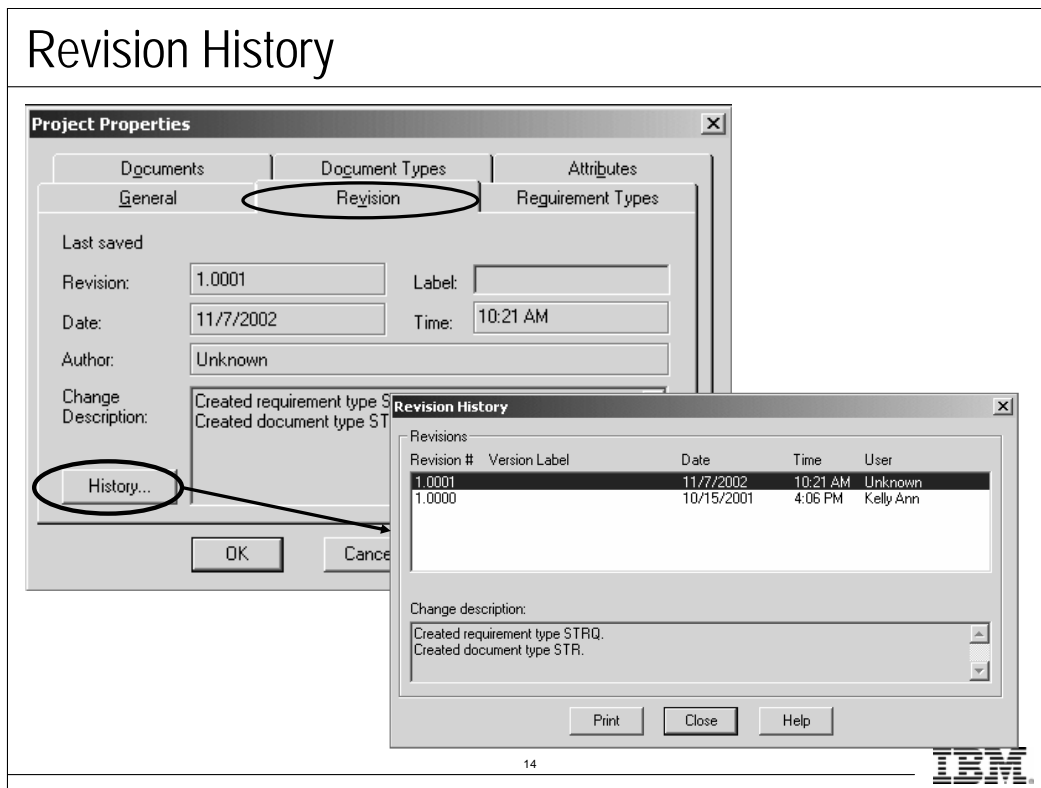 Revision History
Project Properties
Documents Document Types Attributes
General Revision Requirement Types
Last saved
Revision: 1.0001 Label:
Date: 11/7/2002 Time: 10:21 AM
Author: Unknown
Change Description: Created requirement type S
Created document type ST
History...
OK Cance
Revision History
Revisions
Revision # Version Label Date Time User
1.0001 11/7/2002 10:21 AM Unknown
1.0000 10/15/2001 4:06 PM Kelly Ann
Change description:
Created requirement type STRQ.
Created document type STR.
Print Close Help
14
IBM.